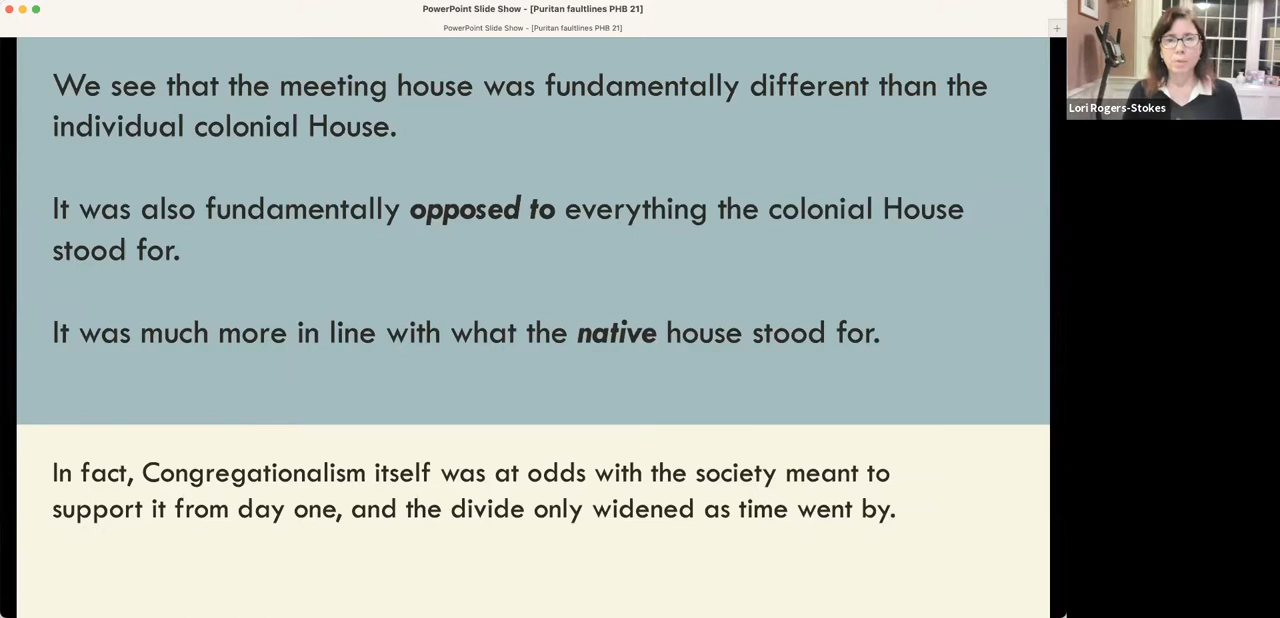 PowerPoint Slide Show - [Puritan faultlines PHB 21]
PowerPoint Slide Show - [Puritan faultlines PHB 21]
Lori Rogers-Stokes
We see that the meeting house was fundamentally different than the
individual colonial House.
It was also fundamentally opposed to everything the colonial House
stood for.
It was much more in line with what the native house stood for.
In fact, Congregationalism itself was at odds with the society meant to
support it from day one, and the divide only widened as time went by.